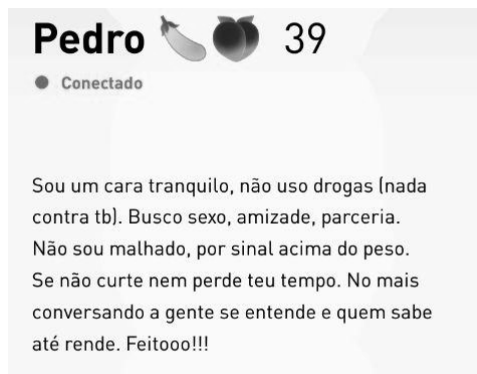 Pedro 🍆🍑 39
Conectado
Sou um cara tranquilo, não uso drogas (nada
contra tb). Busco sexo, amizade, parceria.
Não sou malhado, por sinal acima do peso.
Se não curte nem perde teu tempo. No mais
conversando a gente se entende e quem sabe
até rende. Feitooo!!!